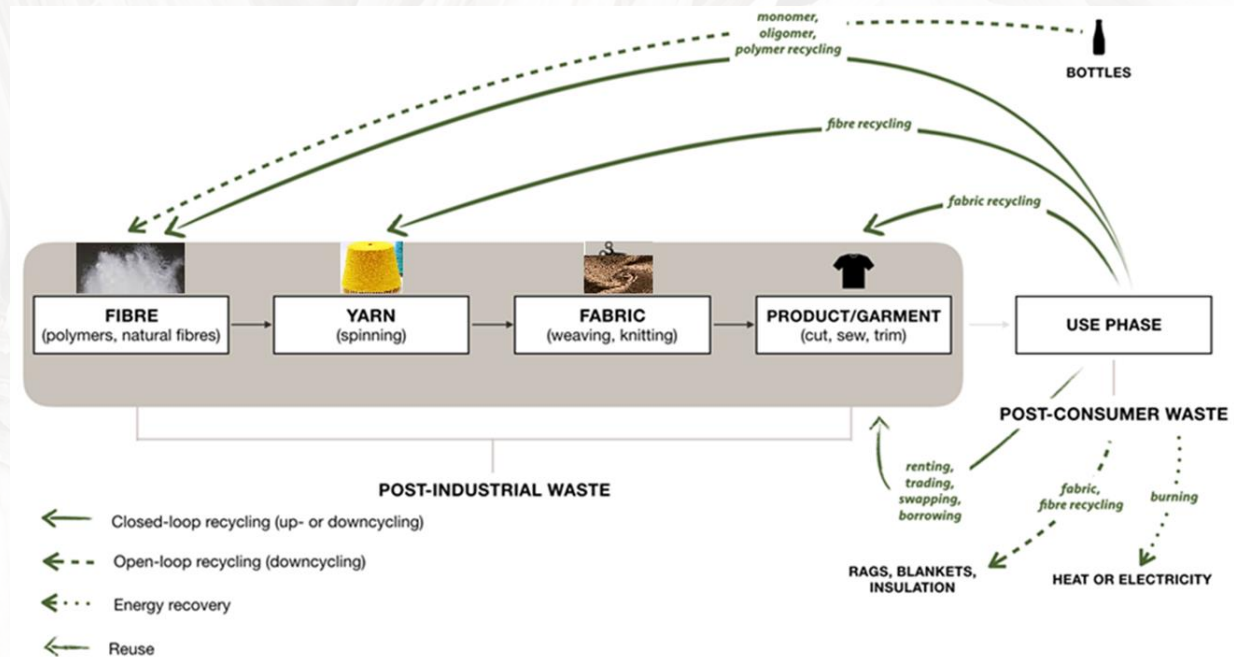 monomer,
oligomer,
polymer recycling
BOTTLES
fibre recycling
fabric recycling
FIBRE
(polymers, natural fibres)
YARN
(spinning)
FABRIC
(weaving, knitting)
PRODUCT/GARMENT
(cut, sew, trim)
USE PHASE
POST-CONSUMER WASTE
renting,
trading,
swapping,
borrowing
fabric,
fibre recycling
burning
POST-INDUSTRIAL WASTE
RAGS, BLANKETS,
INSULATION
HEAT OR ELECTRICITY
Closed-loop recycling (up- or downcycling)
Open-loop recycling (downcycling)
Energy recovery
Reuse